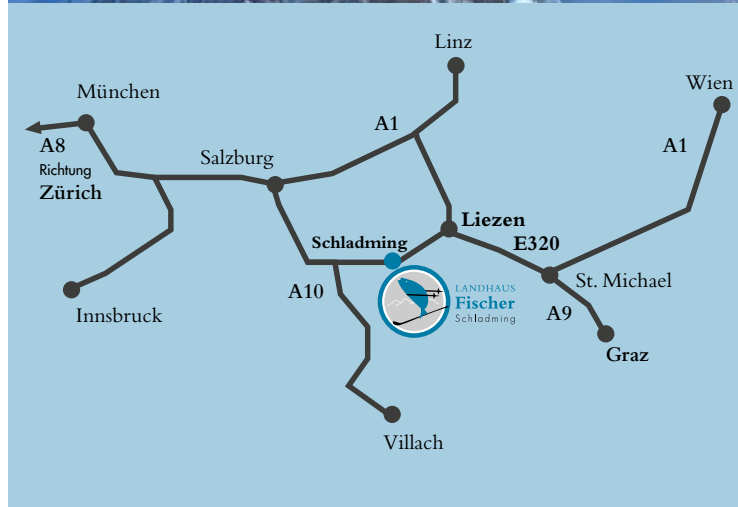 Linz
Wien
München
A1
A1
A8
Richtung
Zürich
Salzburg
Liezen
Schladming
E320
St. Michael
A10
LANDHAUS
Fischer
Schladming
A9
Innsbruck
Graz
Villach